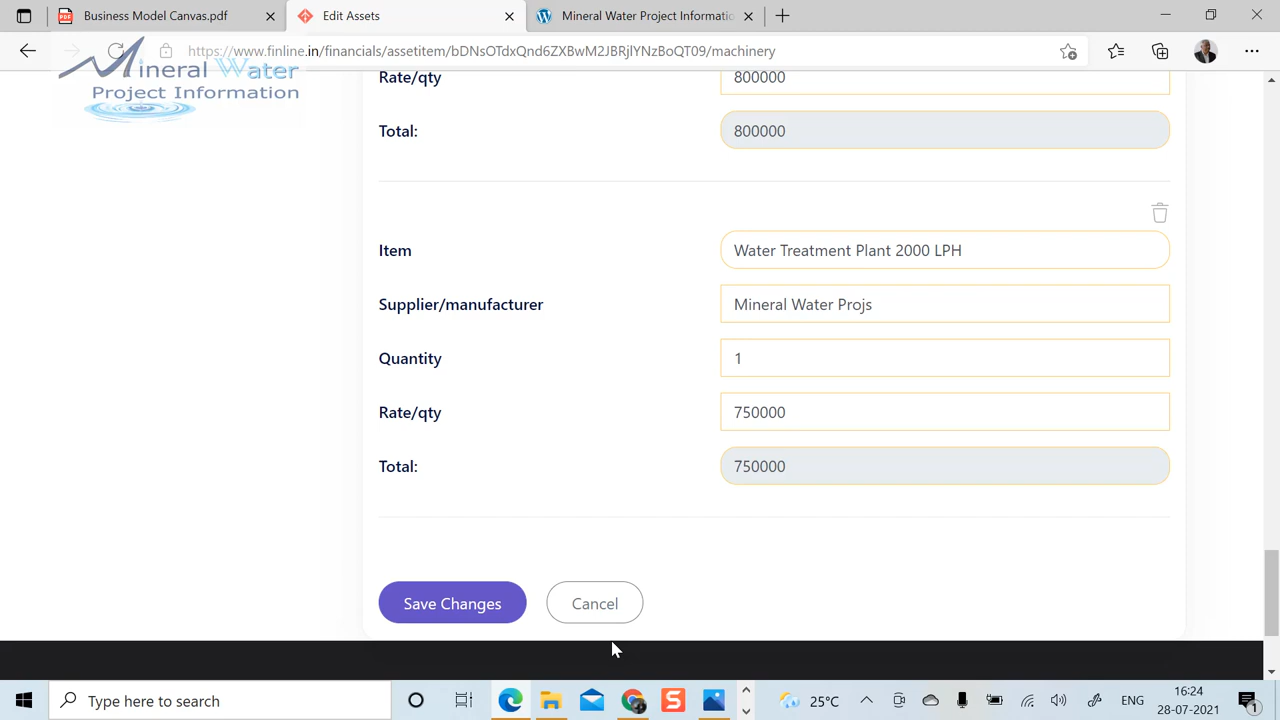 Business Model Canvas.pdf
Edit Assets
Mineral Water Project Informatio
https://www.finline.in/financials/assetitem/bDNsOTdxQnd6ZXBwM2JBRjlYNzBoQT09/machinery
Mineral Water
Project Information
Rate/qty 800000
Total: 800000
Item Water Treatment Plant 2000 LPH
Supplier/manufacturer Mineral Water Projs
Quantity 1
Rate/qty 750000
Total: 750000
Save Changes Cancel
Type here to search
25°C
ENG
16:24
28-07-2021
1